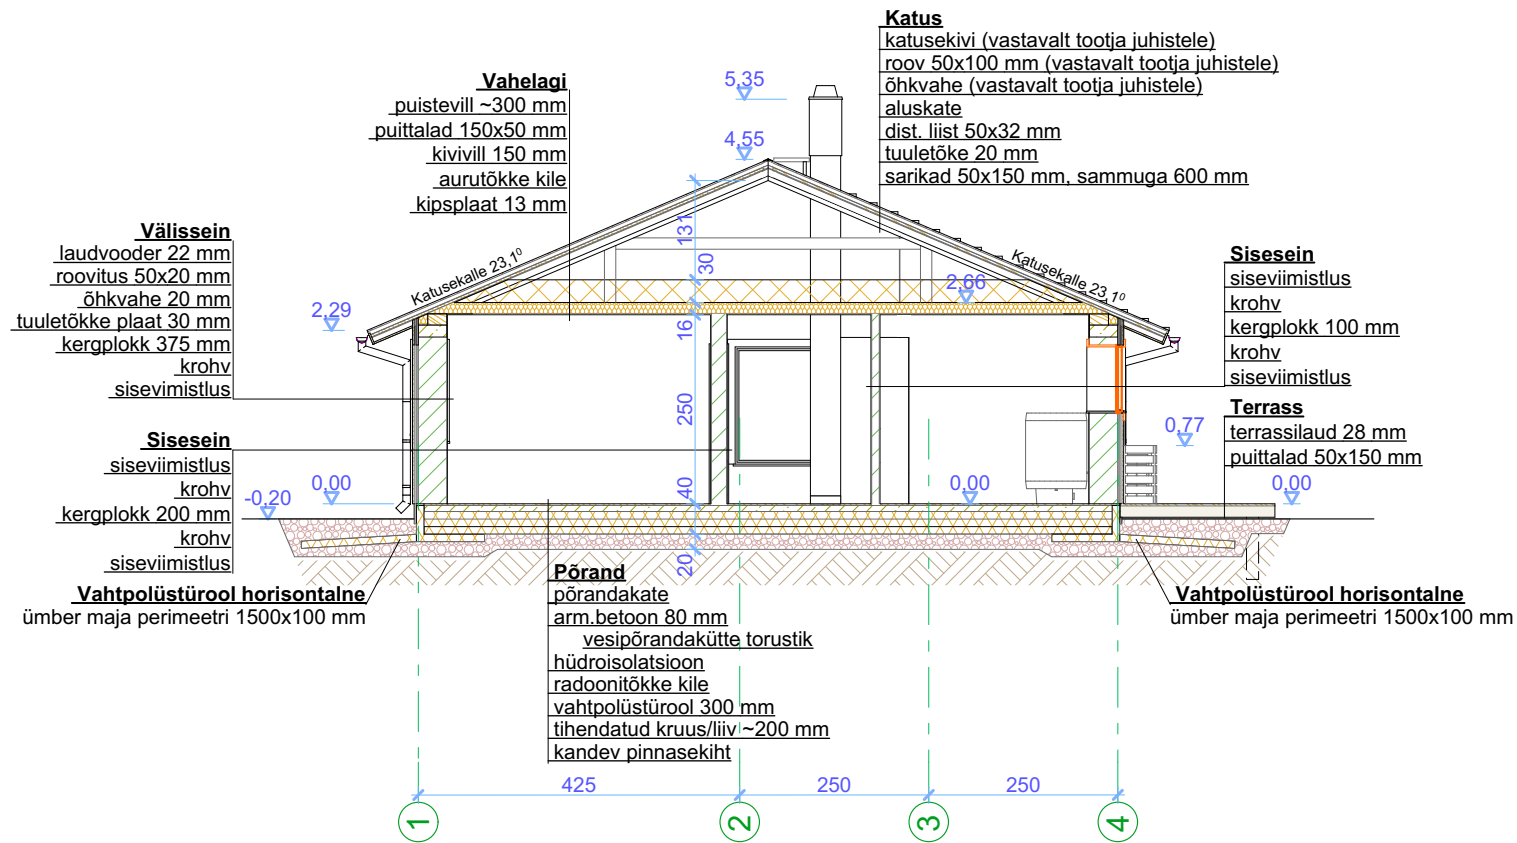 Katus
katusekivi (vastavalt tootja juhistele)
roov 50x100 mm (vastavalt tootja juhistele)
õhkvahe (vastavalt tootja juhistele)
aluskate
dist. liist 50x32 mm
tuuletõke 20 mm
sarikad 50x150 mm, sammuga 600 mm
Vahelagi
puistevill ~300 mm
puittalad 150x50 mm
kivivill 150 mm
aurutõkke kile
kipsplaat 13 mm
5,35
4,55
Välissein
laudvooder 22 mm
roovitus 50x20 mm
õhkvahe 20 mm
tuuletõkke plaat 30 mm
kergplokk 375 mm
krohv
sisevimistlus
2,29
Katusekalle 23,1⁰
131
30
2,66
Katusekalle 23,1⁰
16
250
40
20
Sisesein
siseviimistlus
krohv
kergplokk 100 mm
krohv
siseviimistlus
Terrass
terrassilaud 28 mm
puittalad 50x150 mm
0,77
Sisesein
siseviimistlus
krohv
kergplokk 200 mm
krohv
siseviimistlus
-0,20
0,00
0,00
0,00
Vahtpolüstürool horisontalne
ümber maja perimeetri 1500x100 mm
Põrand
põrandakate
arm.betoon 80 mm
vesipõrandakütte torustik
hüdroisolatsioon
radoonitõkke kile
vahtpolüstürool 300 mm
tihendatud kruus/liiv ~200 mm
kandev pinnasekiht
Vahtpolüstürool horisontalne
ümber maja perimeetri 1500x100 mm
425
250
250
1
2
3
4